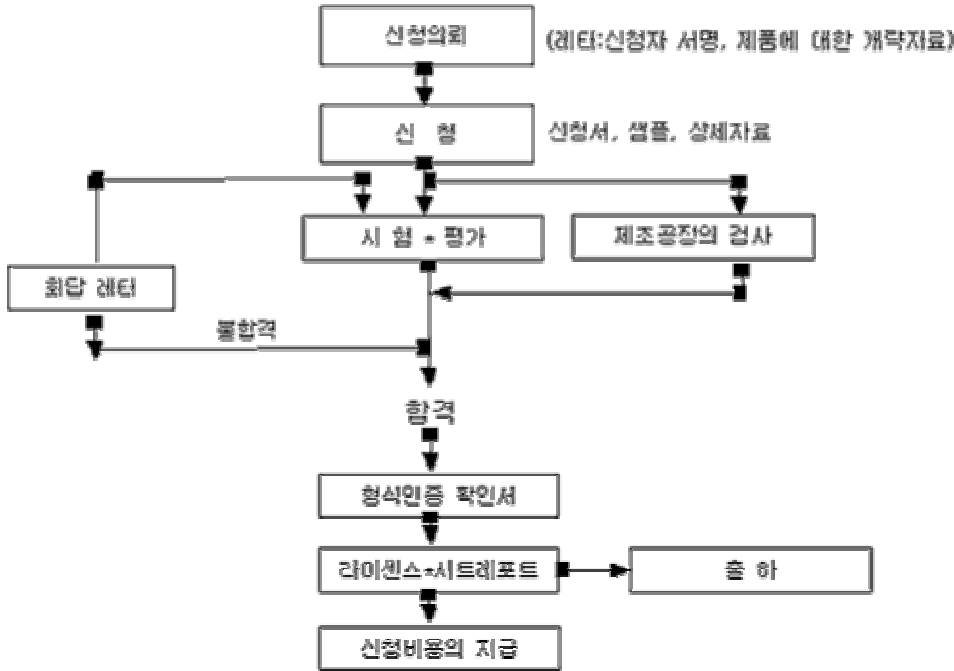 신청의뢰
(레터:신청자 서명, 제품에 대한 개략자료)
신 청
신청서, 샘플, 상세자료
시 험 * 평가
제조공장의 검사
회답 레터
불합격
합격
형식인증 확인서
라이센스*시트레포트
출 하
신청비용의 지급